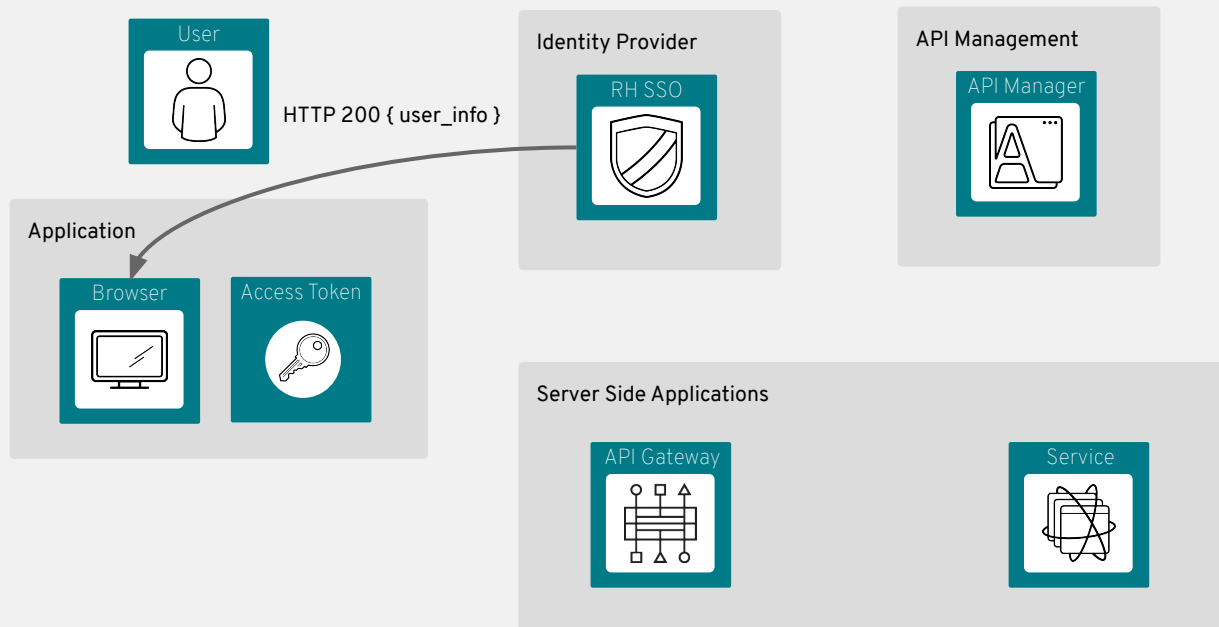 User
Identity Provider
API Management
RH SSO
API Manager
HTTP 200 { user_info }
Application
Browser
Access Token
Server Side Applications
API Gateway
Service